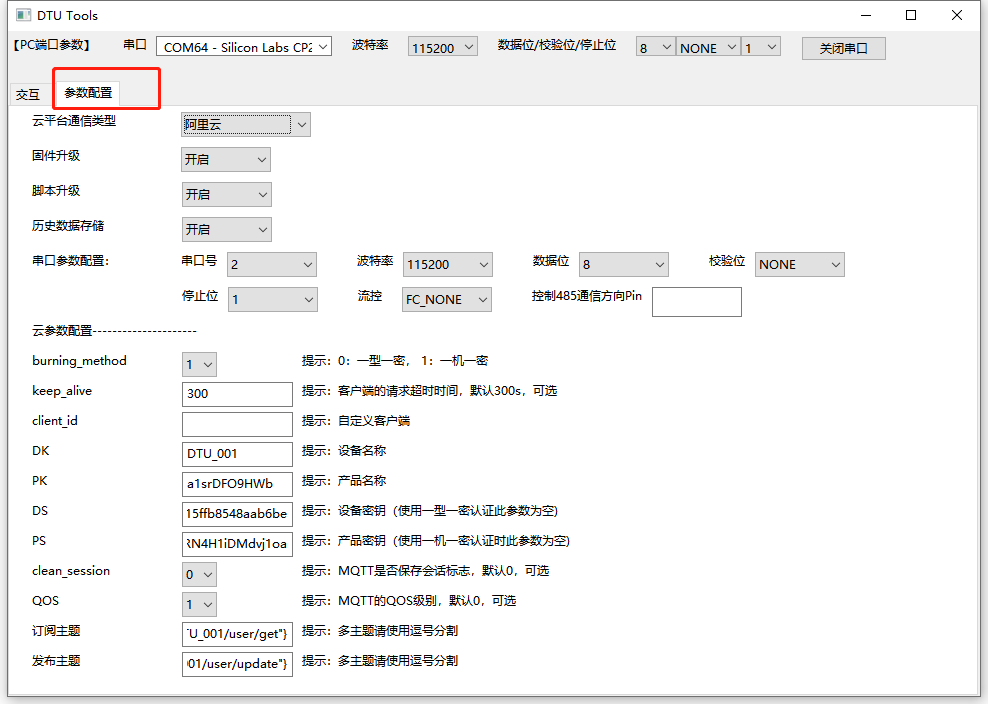 DTU Tools
【PC端口参数】 串口 COM64 - Silicon Labs CP2 波特率 115200 数据位/校验位/停止位 8 NONE 1 关闭串口
交互 参数配置
云平台通信类型 阿里云
固件升级 开启
脚本升级 开启
历史数据存储 开启
串口参数配置: 串口号 2 波特率 115200 数据位 8 校验位 NONE
停止位 1 流控 FC_NONE 控制485通信方向Pin
云参数配置---------------------
burning_method 1 提示：0：一型一密， 1：一机一密
keep_alive 300 提示：客户端的请求超时时间，默认300s，可选
client_id 提示：自定义客户端
DK DTU_001 提示：设备名称
PK a1srDFO9HWb 提示：产品名称
DS 15ffb8548aab6be 提示：设备密钥（使用一型一密认证此参数为空)
PS RN4H1iDMdvj1oa 提示：产品密钥（使用一机一密认证时此参数为空)
clean_session 0 提示：MQTT是否保存会话标志，默认0，可选
QOS 1 提示：MQTT的QOS级别，默认0，可选
订阅主题 U_001/user/get"} 提示：多主题请使用逗号分割
发布主题 01/user/update"} 提示：多主题请使用逗号分割